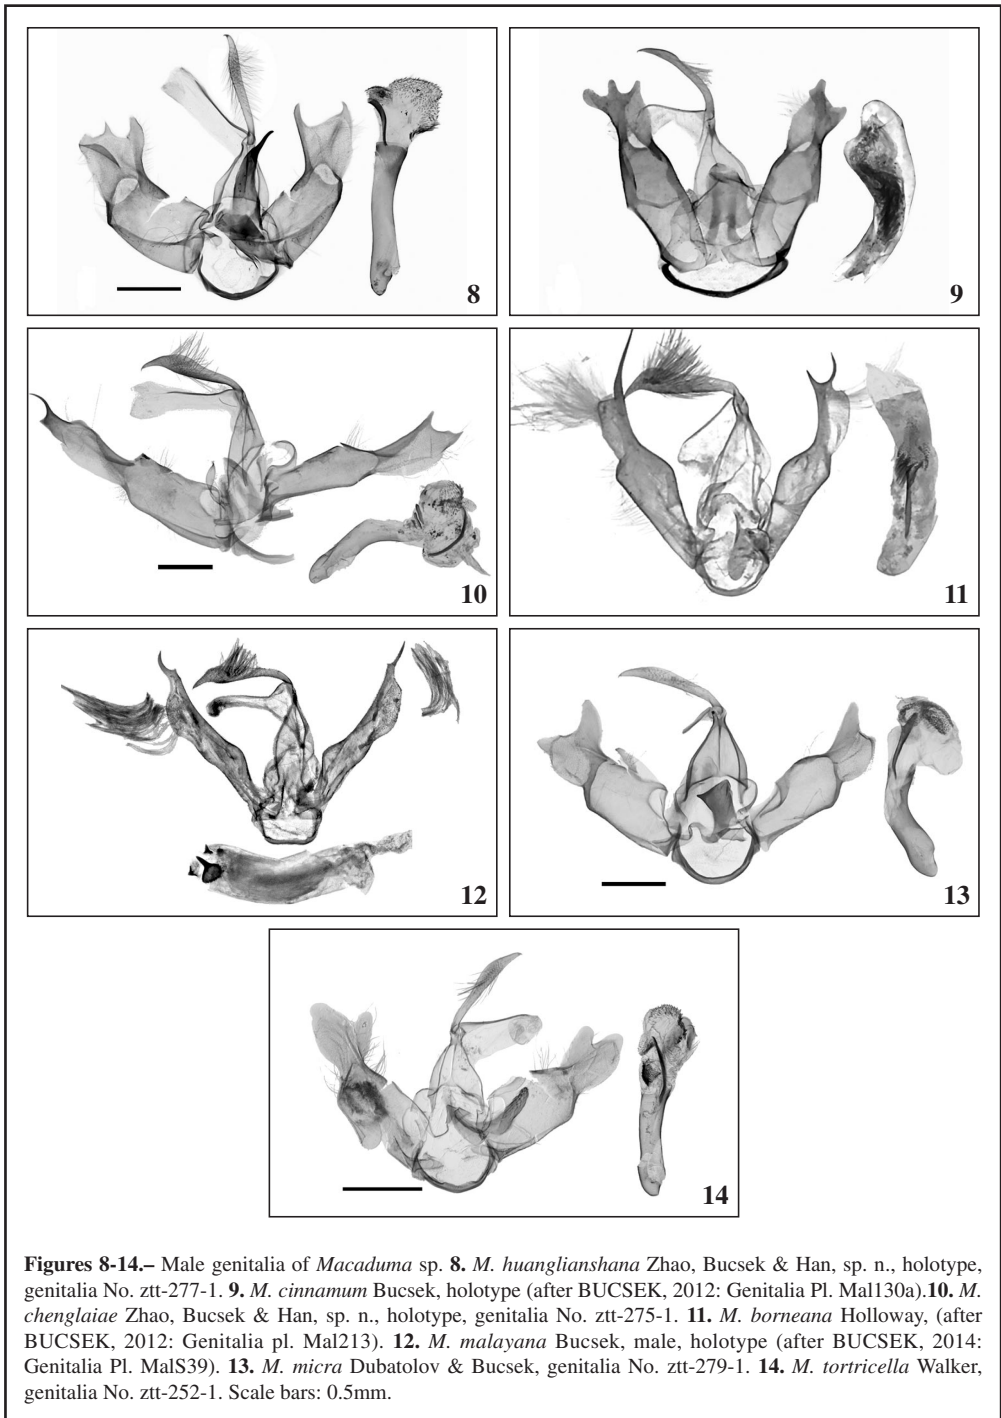 8
9
10
11
12
13
14
Figures 8-14.– Male genitalia of Macaduma sp. 8. M. huanglianshana Zhao, Bucsek & Han, sp. n., holotype,
genitalia No. ztt-277-1. 9. M. cinnamum Bucsek, holotype (after BUCSEK, 2012: Genitalia Pl. Mal130a).10. M.
chenglaiae Zhao, Bucsek & Han, sp. n., holotype, genitalia No. ztt-275-1. 11. M. borneana Holloway, (after
BUCSEK, 2012: Genitalia pl. Mal213). 12. M. malayana Bucsek, male, holotype (after BUCSEK, 2014:
Genitalia Pl. MalS39). 13. M. micra Dubatolov & Bucsek, genitalia No. ztt-279-1. 14. M. tortricella Walker,
genitalia No. ztt-252-1. Scale bars: 0.5mm.